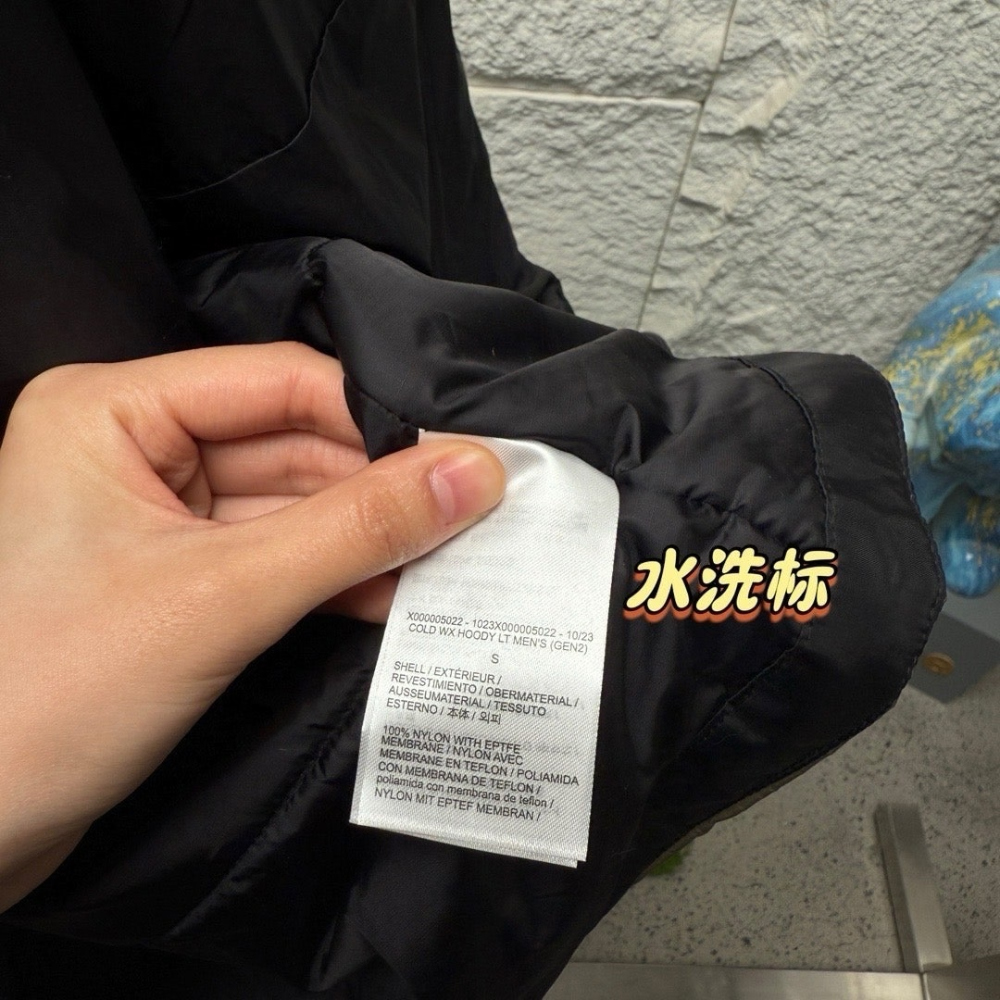 水洗标
X000005022 - 1023X000005022 - 10/23
COLD WX HOODY LT MEN'S (GEN2)
S
SHELL / EXTÉRIEUR /
REVESTIMIENTO / OBERMATERIAL /
AUSSEUMATERIAL / TESSUTO
ESTERNO / 本体 / 외피
100% NYLON WITH EPTFE
MEMBRANE / NYLON AVEC
MEMBRANE EN TEFLON / POLIAMIDA
CON MEMBRANA DE TEFLON /
poliamida con membrana de teflon /
NYLON MIT EPTEF MEMBRAN /